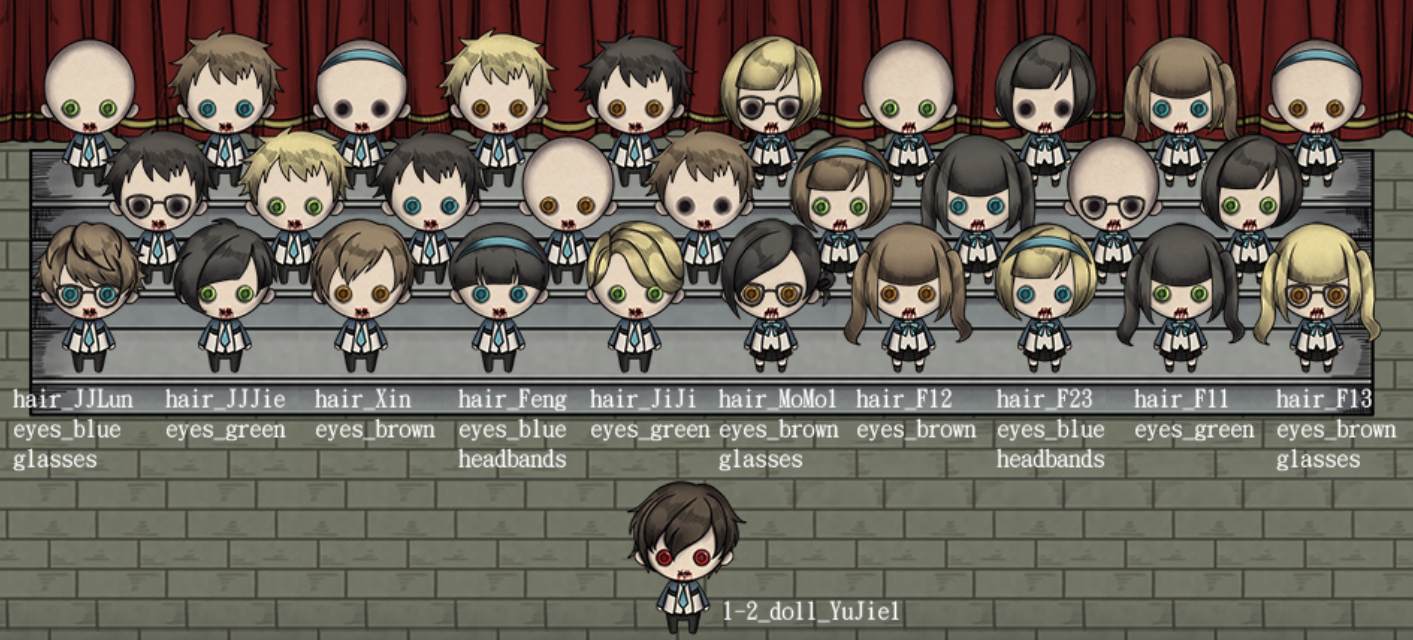 hair_JJLun hair_JJJie hair_Xin hair_Feng hair_JiJi hair_MoMo1 hair_F12 hair_F23 hair_F11 hair_F13
eyes_blue eyes_green eyes_brown eyes_blue eyes_green eyes_brown eyes_brown eyes_blue eyes_green eyes_brown
glasses headbands glasses headbands glasses
1-2_doll_YuJie1